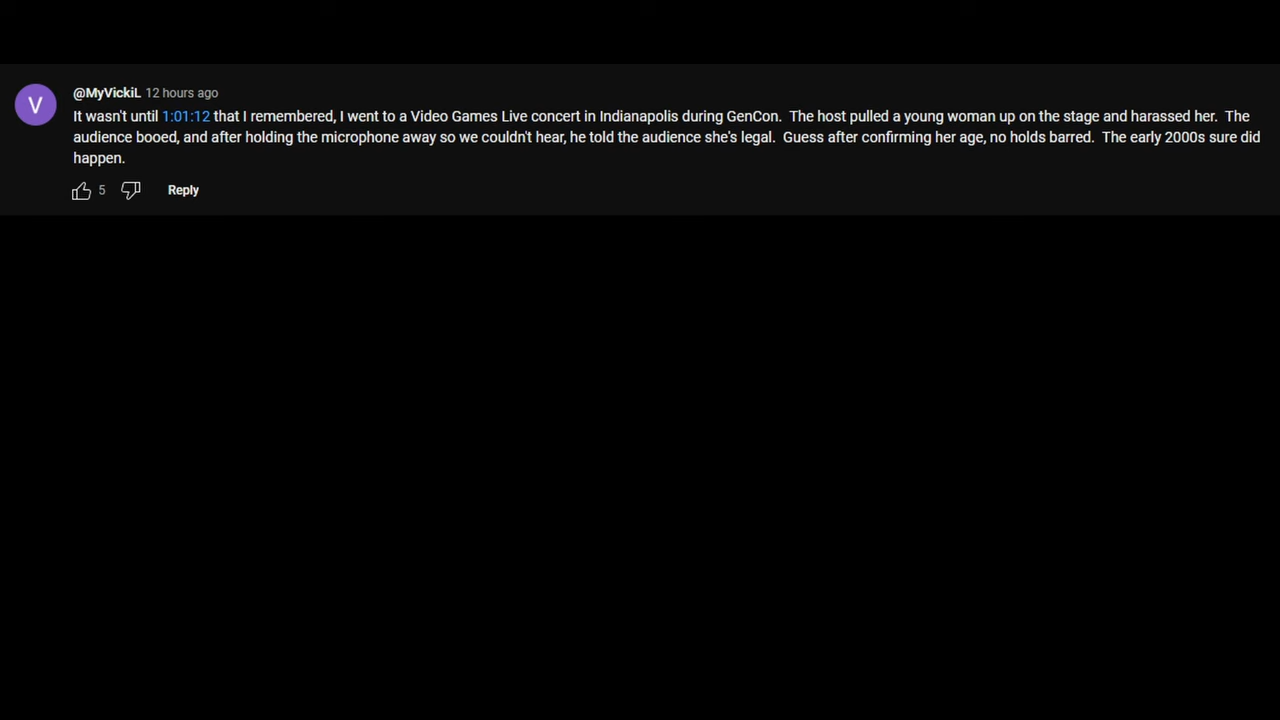 V
@MyVickiL 12 hours ago
It wasn't until 1:01:12 that I remembered, I went to a Video Games Live concert in Indianapolis during GenCon.  The host pulled a young woman up on the stage and harassed her.  The
audience booed, and after holding the microphone away so we couldn't hear, he told the audience she's legal.  Guess after confirming her age, no holds barred.  The early 2000s sure did
happen.
5 Reply